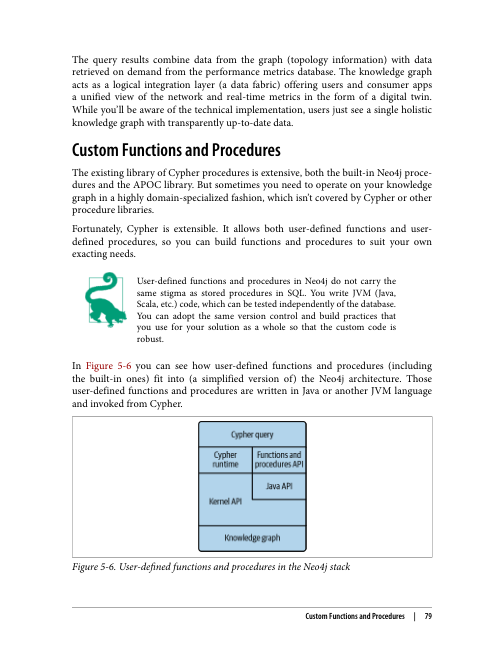 The query results combine data from the graph (topology information) with data
retrieved on demand from the performance metrics database. The knowledge graph
acts as a logical integration layer (a data fabric) offering users and consumer apps
a unified view of the network and real-time metrics in the form of a digital twin.
While you’ll be aware of the technical implementation, users just see a single holistic
knowledge graph with transparently up-to-date data.
Custom Functions and Procedures
The existing library of Cypher procedures is extensive, both the built-in Neo4j proce-
dures and the APOC library. But sometimes you need to operate on your knowledge
graph in a highly domain-specialized fashion, which isn’t covered by Cypher or other
procedure libraries.
Fortunately, Cypher is extensible. It allows both user-defined functions and user-
defined procedures, so you can build functions and procedures to suit your own
exacting needs.
User-defined functions and procedures in Neo4j do not carry the
same stigma as stored procedures in SQL. You write JVM (Java,
Scala, etc.) code, which can be tested independently of the database.
You can adopt the same version control and build practices that
you use for your solution as a whole so that the custom code is
robust.
In Figure 5-6 you can see how user-defined functions and procedures (including
the built-in ones) fit into (a simplified version of) the Neo4j architecture. Those
user-defined functions and procedures are written in Java or another JVM language
and invoked from Cypher.
Cypher query
Cypher
runtime
Functions and
procedures API
Java API
Kernel API
Knowledge graph
Figure 5-6. User-defined functions and procedures in the Neo4j stack
Custom Functions and Procedures | 79